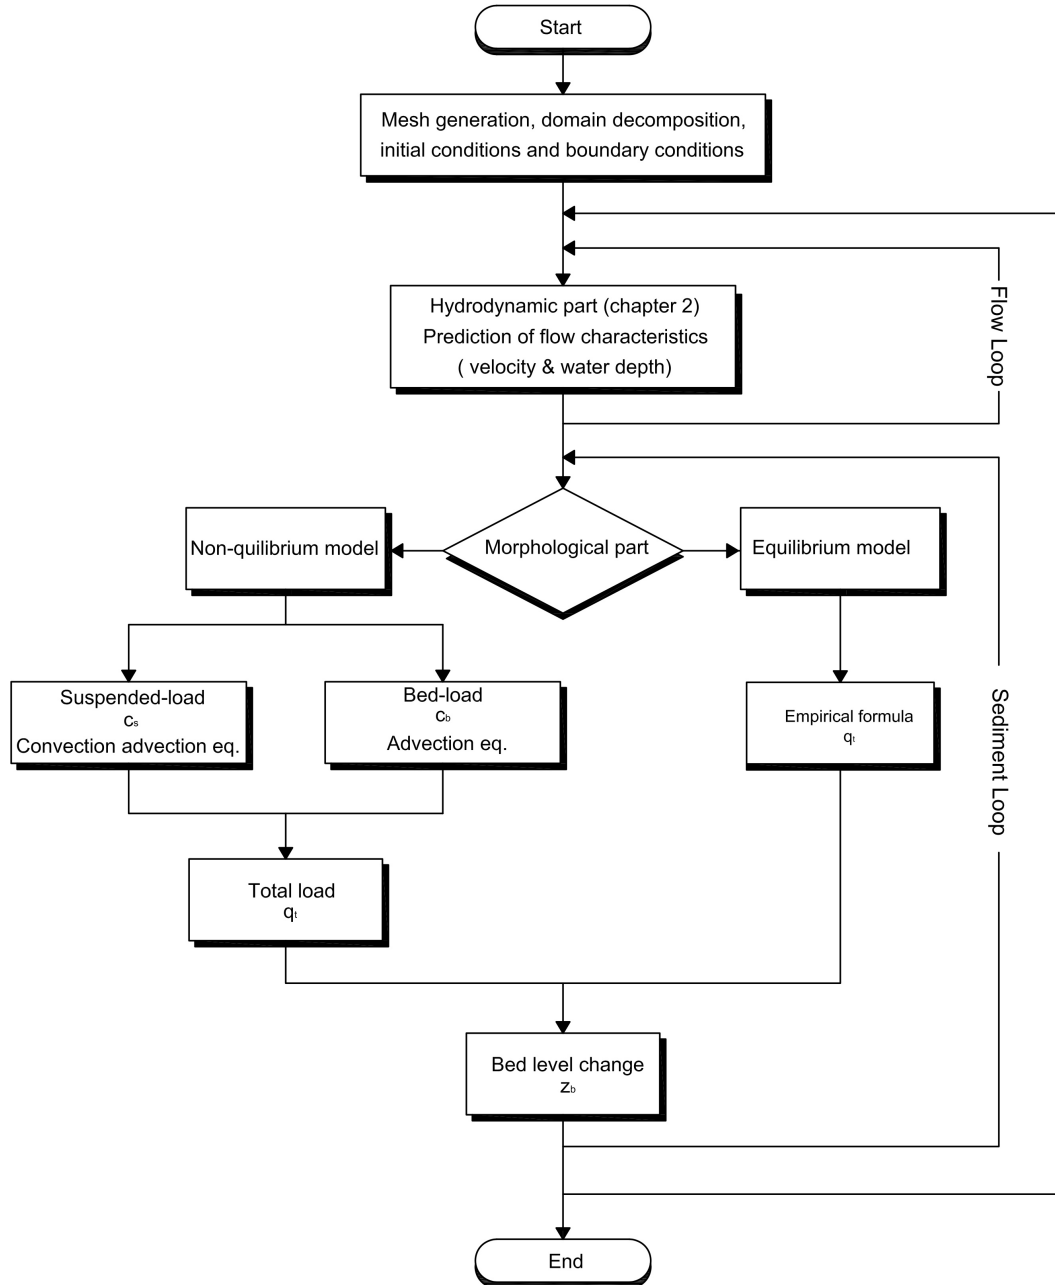 Start
Mesh generation, domain decomposition,
initial conditions and boundary conditions
Hydrodynamic part (chapter 2)
Prediction of flow characteristics
( velocity & water depth)
Flow Loop
Non-quilibrium model
Morphological part
Equilibrium model
Suspended-load
cs
Convection advection eq.
Bed-load
cb
Advection eq.
Empirical formula
qt
Sediment Loop
Total load
qt
Bed level change
zb
End